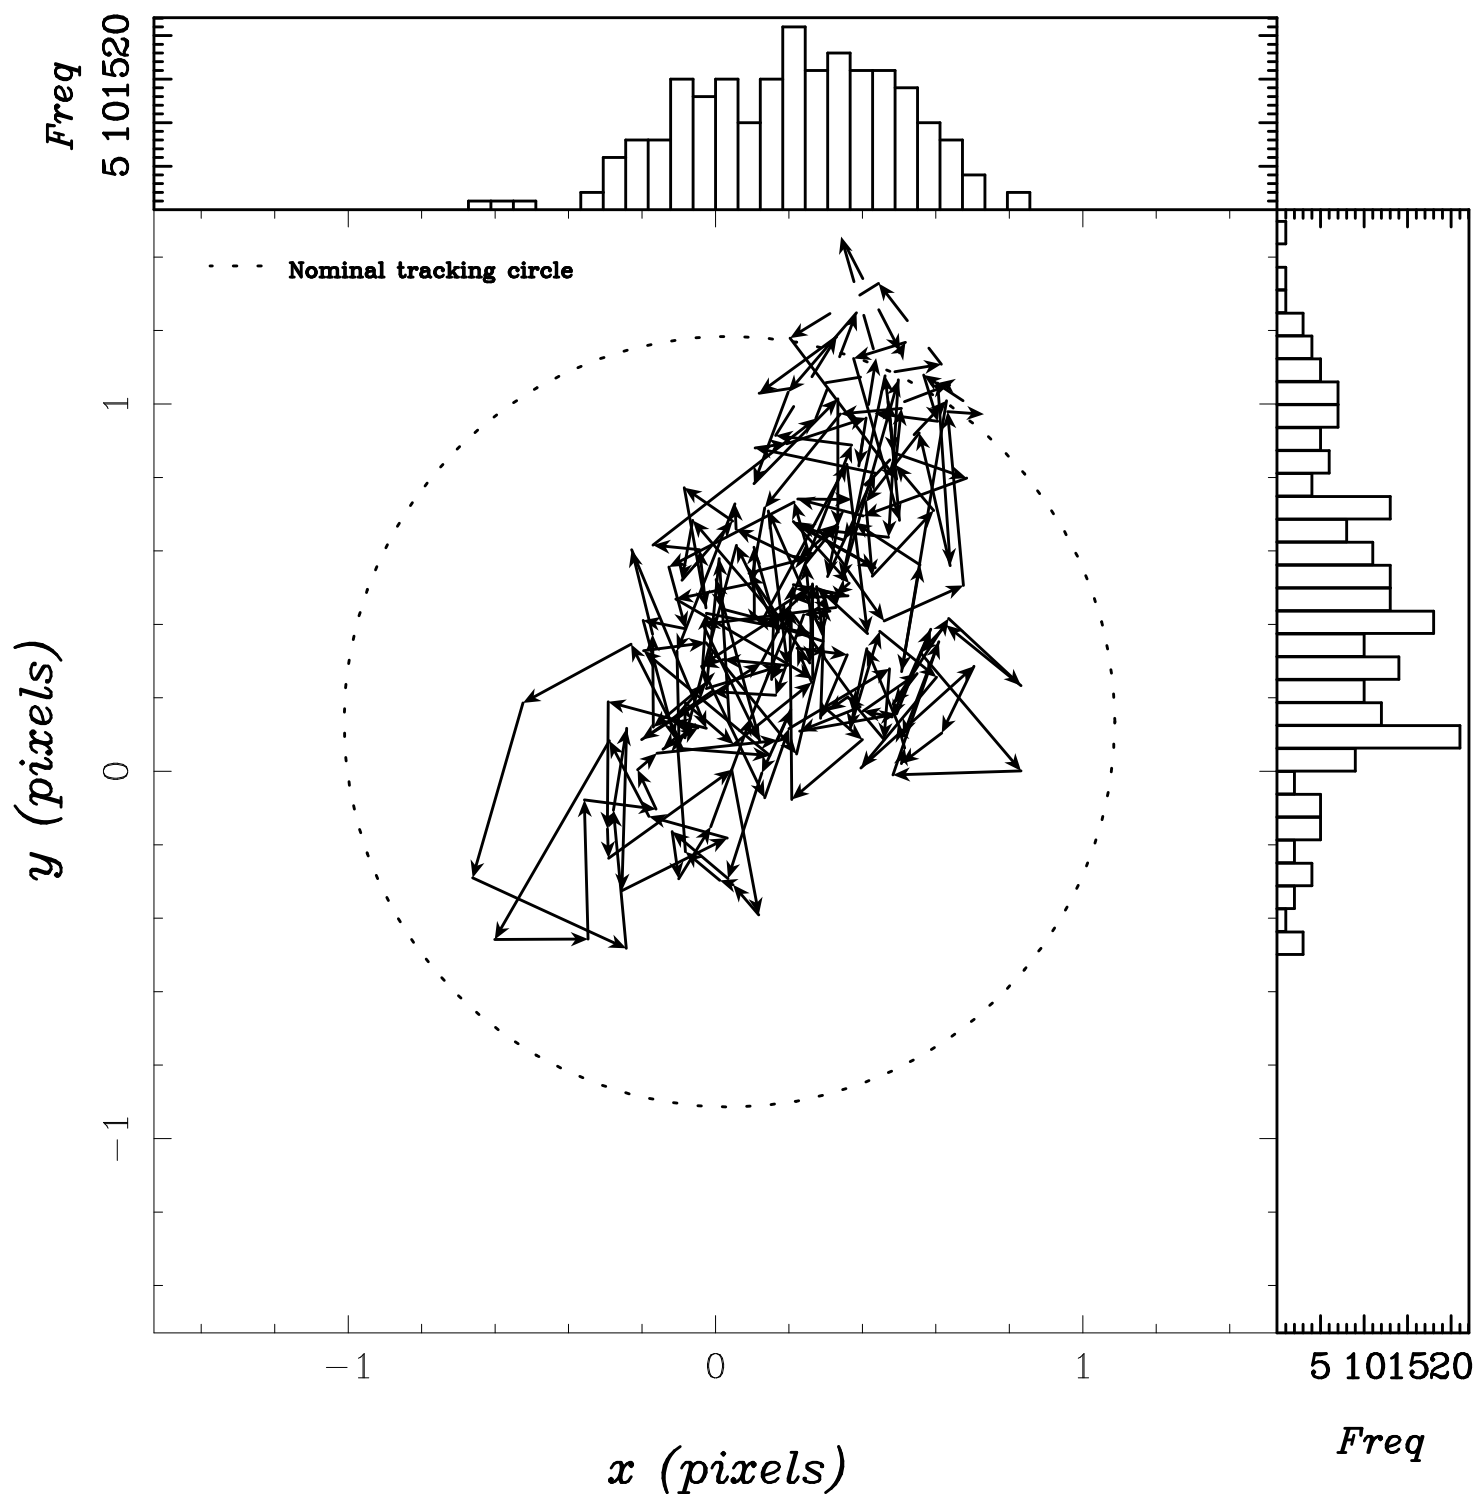 Freq
5 10 15 20
Nominal tracking circle
y (pixels)
1
0
−1
−1 0 1
5 10 15 20
x (pixels)
Freq